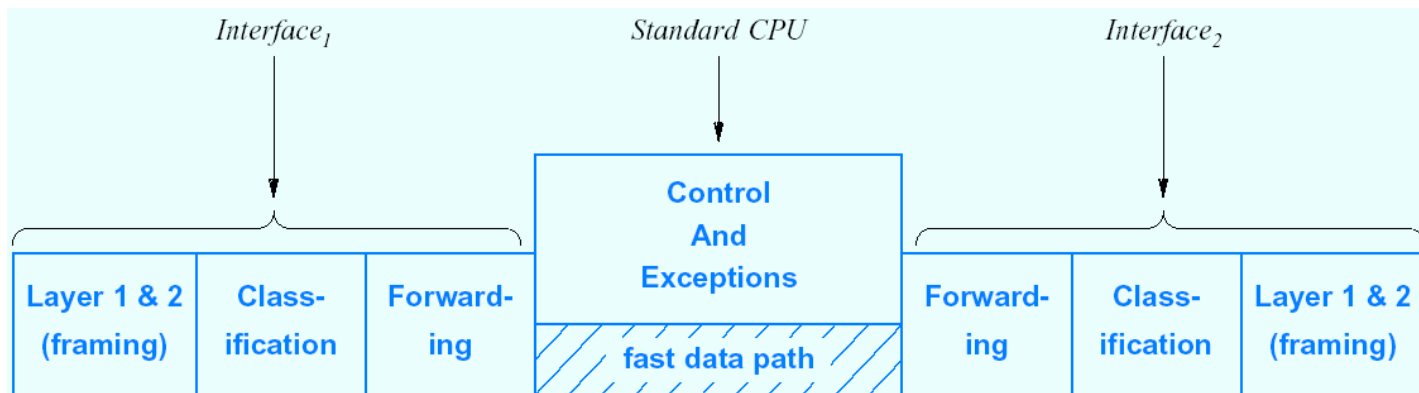 Interface1
Standard CPU
Interface2
Control
And
Exceptions
Layer 1 & 2
(framing)
Class-
ification
Forward-
ing
fast data path
Forward-
ing
Class-
ification
Layer 1 & 2
(framing)